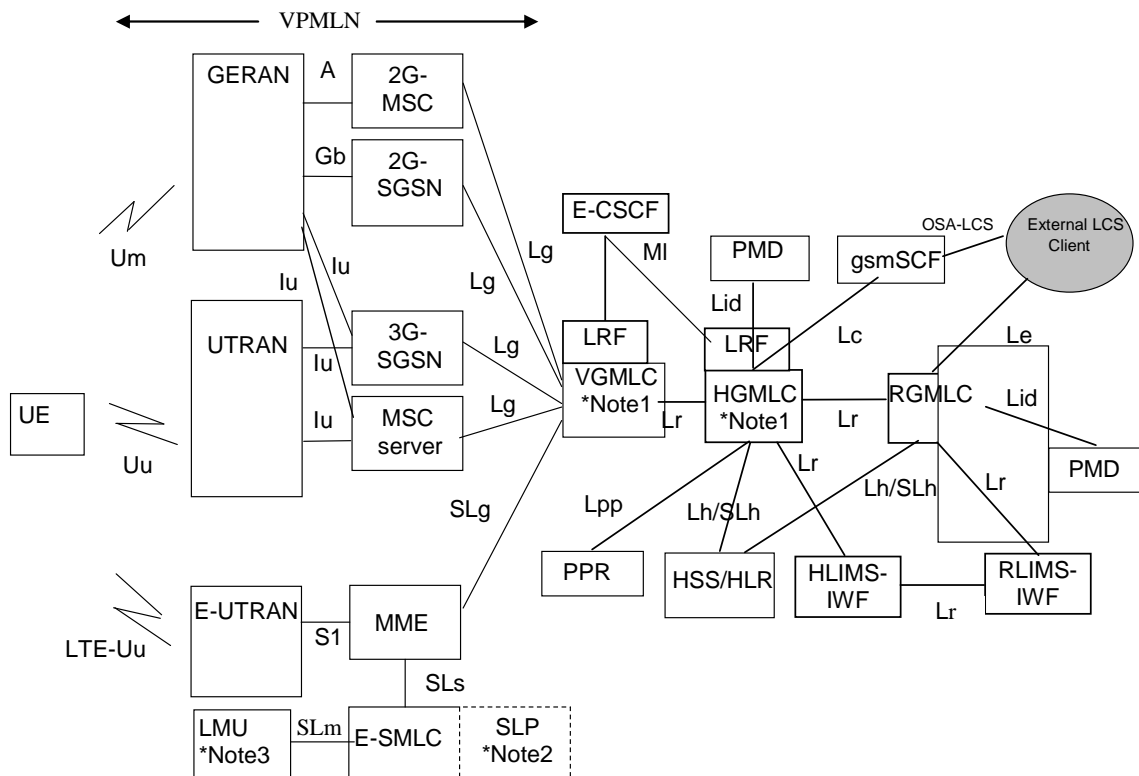 VPMLN
GERAN
A
2G-
MSC
Gb
2G-
SGSN
Um
Iu
Iu
Lg
Lg
E-CSCF
Ml
PMD
Lid
gsmSCF
OSA-LCS
External LCS
Client
UTRAN
Iu
3G-
SGSN
Lg
LRF
LRF
Lc
Le
UE
Uu
Iu
MSC
server
Lg
VGMLC
*Note1
Lr
HGMLC
*Note1
Lr
RGMLC
Lid
PMD
SLg
Lpp
Lh/SLh
Lr
Lh/SLh
Lr
PPR
HSS/HLR
HLIMS-
IWF
Lr
RLIMS-
IWF
LTE-Uu
E-UTRAN
S1
MME
SLs
LMU
*Note3
SLm
E-SMLC
SLP
*Note2